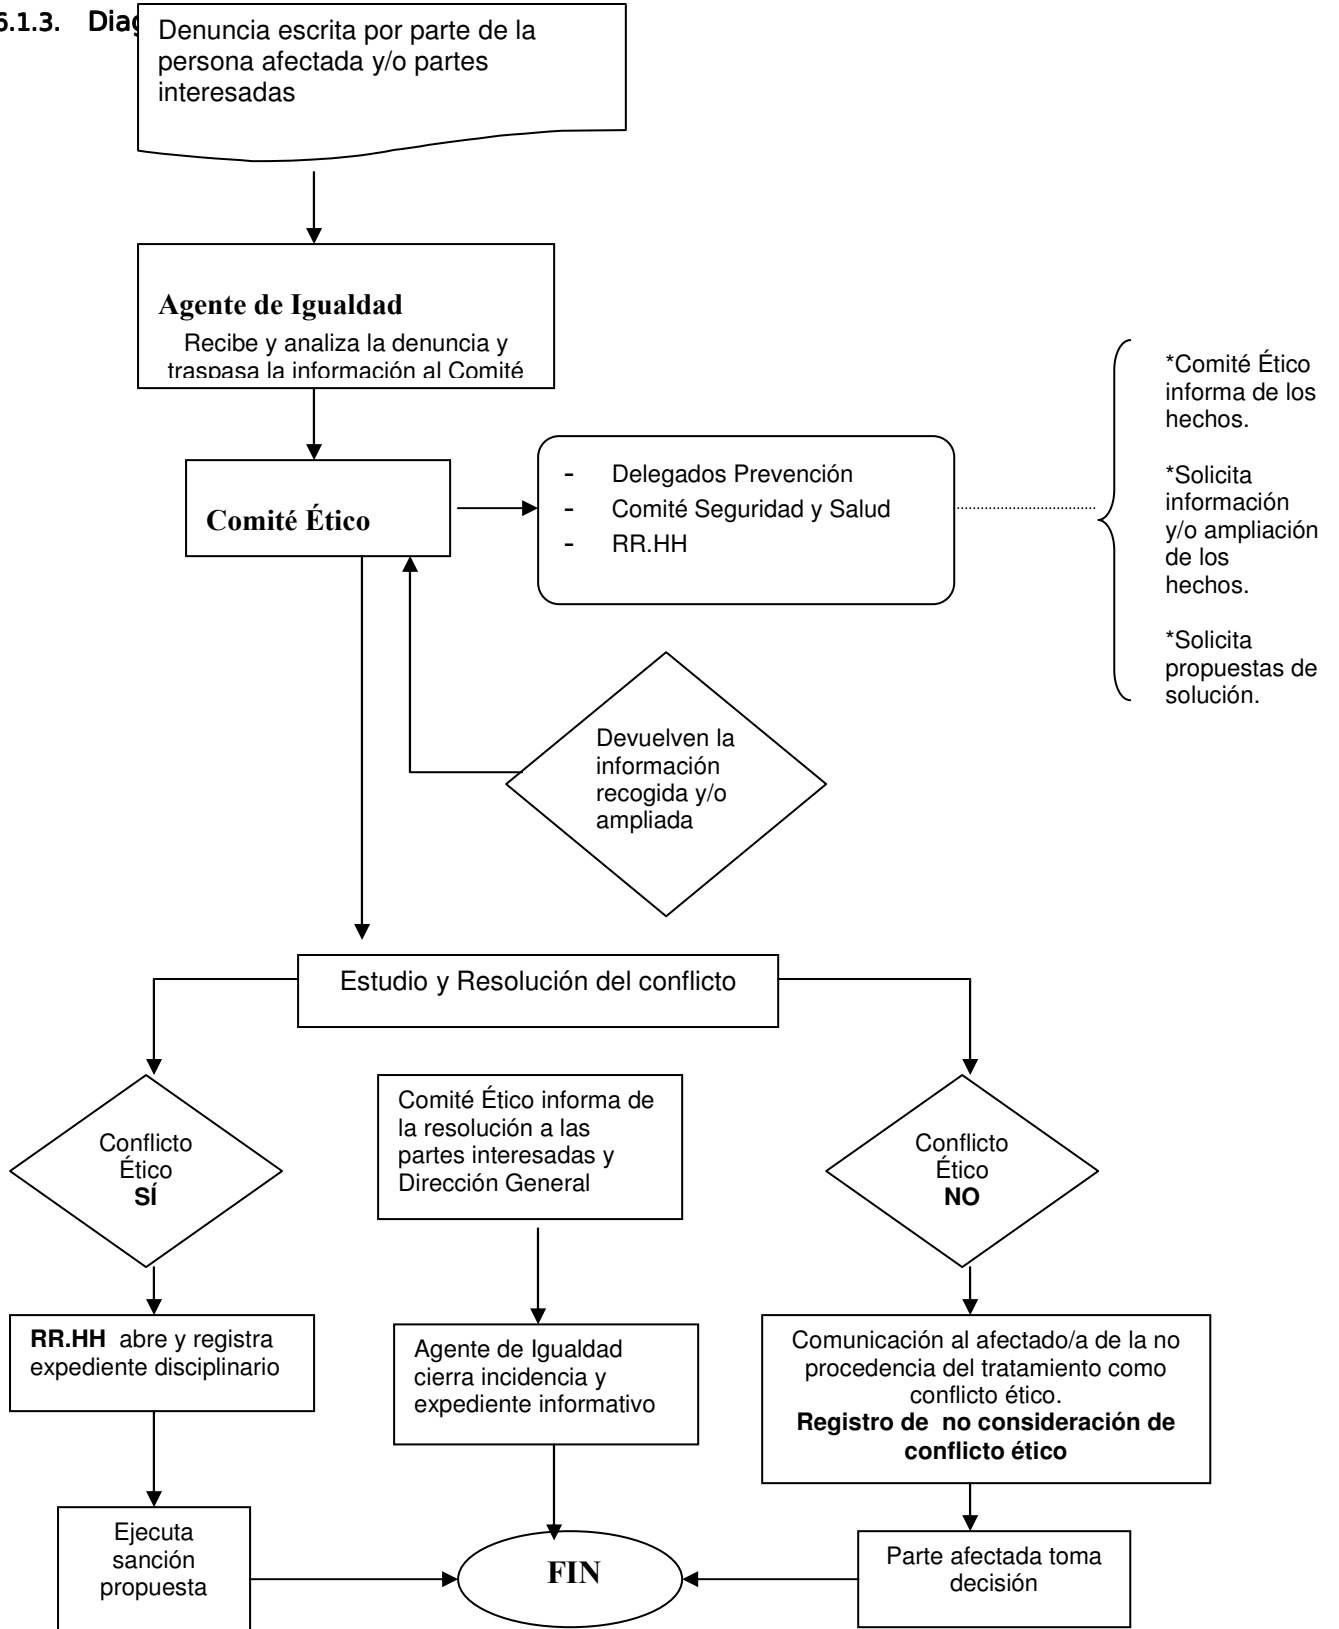 6.1.3. Diag
Denuncia escrita por parte de la
persona afectada y/o partes
interesadas
Agente de Igualdad
Recibe y analiza la denuncia y
traspasa la información al Comité
Comité Ético
- Delegados Prevención
- Comité Seguridad y Salud
- RR.HH
*Comité Ético
informa de los
hechos.
*Solicita
información
y/o ampliación
de los
hechos.
*Solicita
propuestas de
solución.
Devuelven la
información
recogida y/o
ampliada
Estudio y Resolución del conflicto
Conflicto
Ético
SÍ
Comité Ético informa de
la resolución a las
partes interesadas y
Dirección General
Conflicto
Ético
NO
RR.HH abre y registra
expediente disciplinario
Agente de Igualdad
cierra incidencia y
expediente informativo
Comunicación al afectado/a de la no
procedencia del tratamiento como
conflicto ético.
Registro de no consideración de
conflicto ético
Ejecuta
sanción
propuesta
FIN
Parte afectada toma
decisión